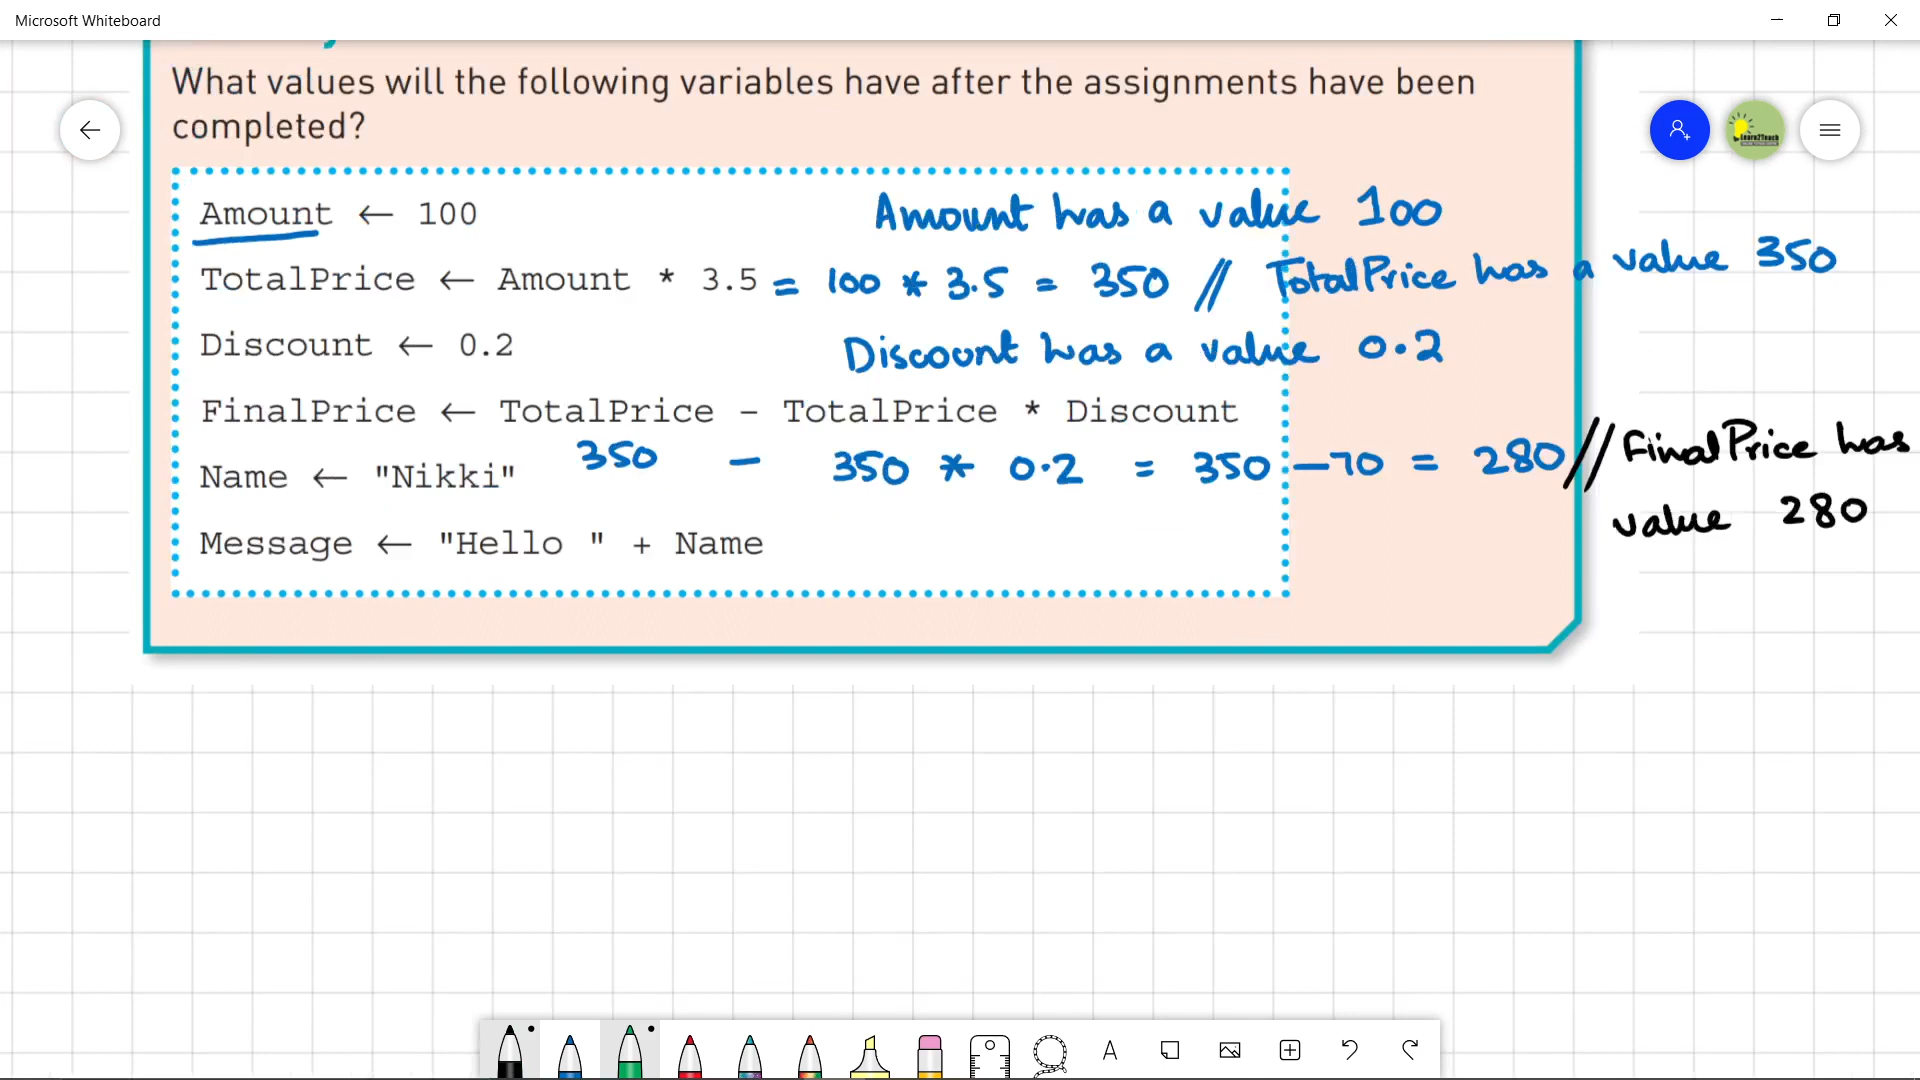 Microsoft Whiteboard
What values will the following variables have after the assignments have been
completed?
Amount ← 100 Amount has a value 100
TotalPrice ← Amount * 3.5 = 100 * 3.5 = 350 // TotalPrice has a value 350
Discount ← 0.2 Discount has a value 0.2
FinalPrice ← TotalPrice – TotalPrice * Discount
350 – 350 * 0.2 = 350 – 70 = 280 // FinalPrice has
value 280
Name ← "Nikki"
Message ← "Hello " + Name
Learn2Teach
A